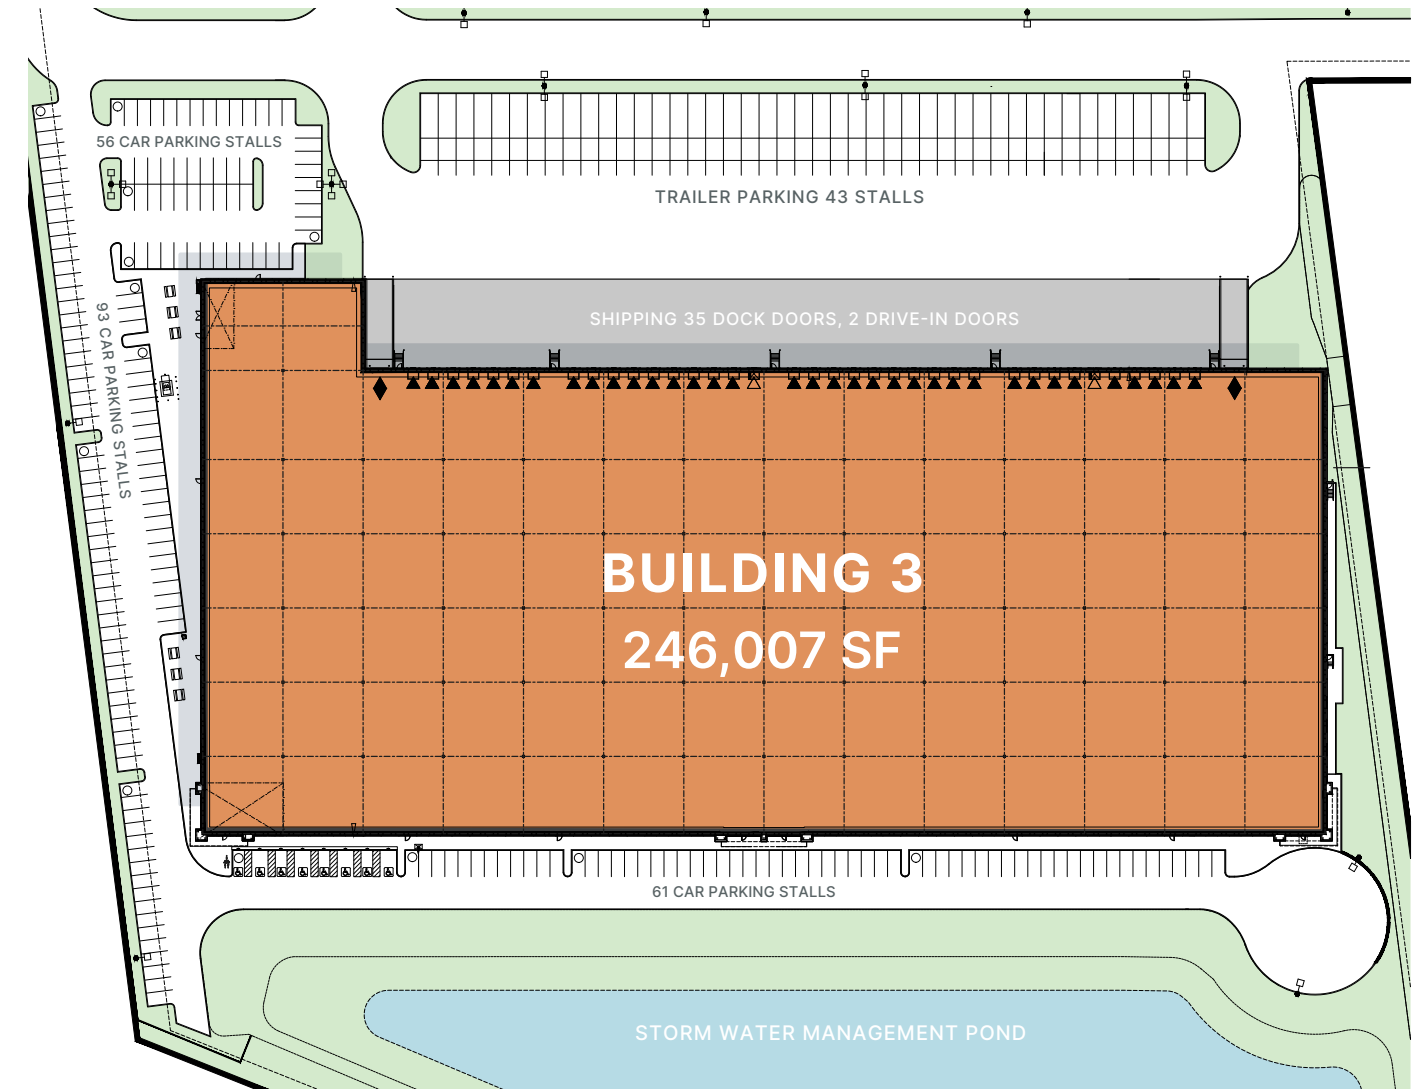 56 CAR PARKING STALLS
TRAILER PARKING 43 STALLS
SHIPPING 35 DOCK DOORS, 2 DRIVE-IN DOORS
93 CAR PARKING STALLS
BUILDING 3
246,007 SF
61 CAR PARKING STALLS
STORM WATER MANAGEMENT POND